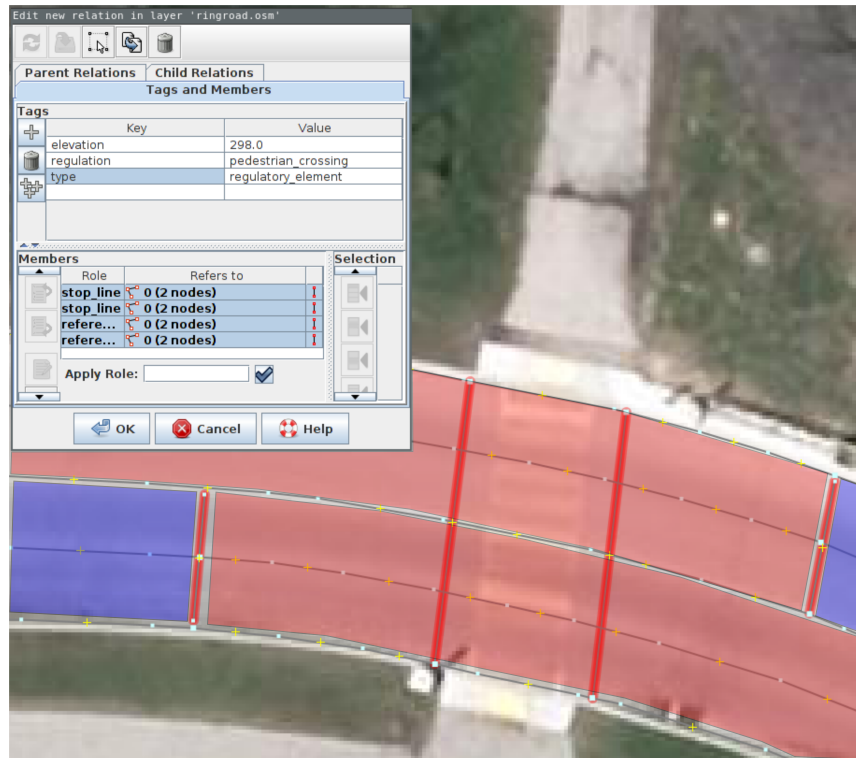 Edit new relation in layer 'ringroad.osm'
Parent Relations Child Relations
Tags and Members
Tags
Key Value
elevation 298.0
regulation pedestrian_crossing
type regulatory_element
Members Selection
Role Refers to
stop_line 0 (2 nodes)
stop_line 0 (2 nodes)
refere... 0 (2 nodes)
refere... 0 (2 nodes)
Apply Role:
OK Cancel Help